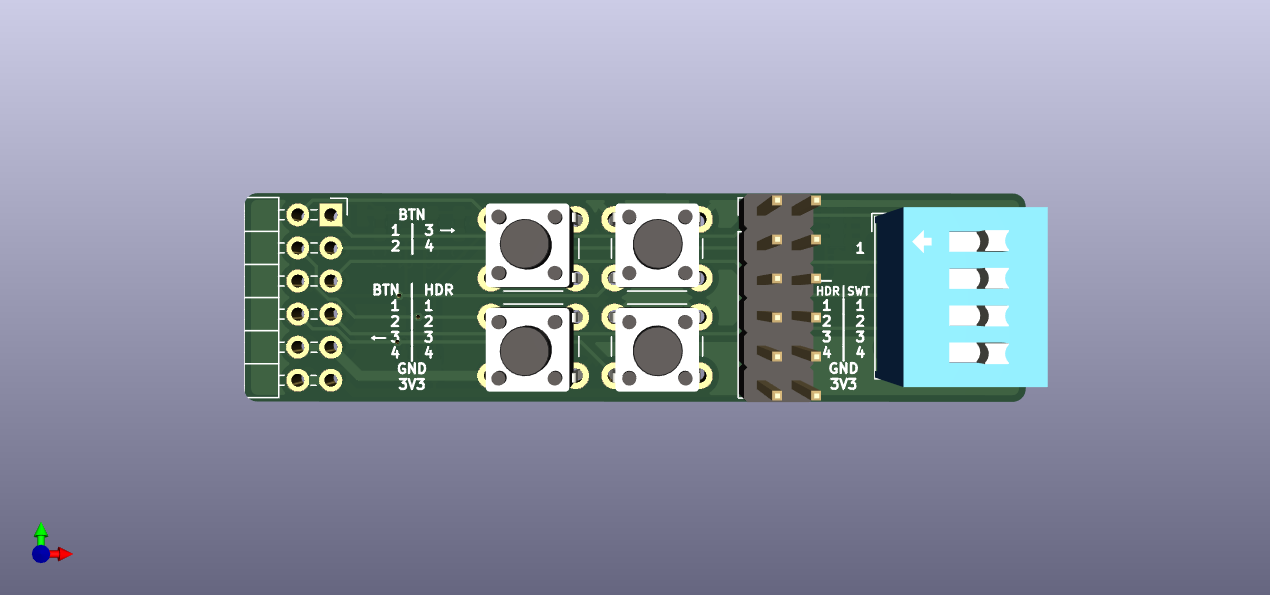 BTN
1 3 →
2 4
BTN HDR
1 1
2 2
← 3 3
4 4
GND
3V3
1
HDR SWT
1 1
2 2
3 3
4 4
GND
3V3